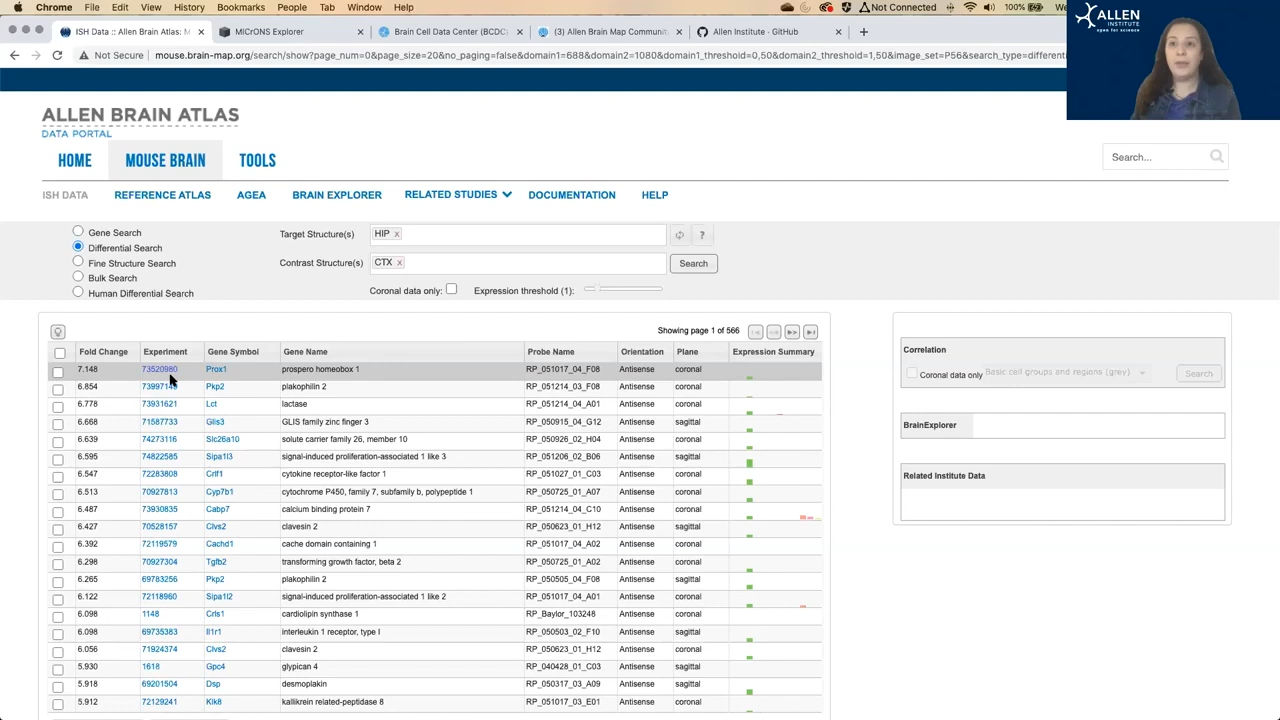 Chrome File Edit View History Bookmarks People Tab Window Help Not Connected 100% We
ISH Data :: Allen Brain Atlas: M
MICrONS Explorer
Brain Cell Data Center (BCDC)
(3) Allen Brain Map Communit
Allen Institute · GitHub
Not Secure mouse.brain-map.org/search/show?page_num=0&page_size=20&no_paging=false&domain1=688&domain2=1080&domain1_threshold=0,50&domain2_threshold=1,50&image_set=P56&search_type=differenti
ALLEN
INSTITUTE
open for science
ALLEN BRAIN ATLAS
DATA PORTAL
HOME MOUSE BRAIN TOOLS
Search...
ISH DATA REFERENCE ATLAS AGEA BRAIN EXPLORER RELATED STUDIES DOCUMENTATION HELP
Gene Search
Differential Search
Fine Structure Search
Bulk Search
Human Differential Search
Target Structure(s) HIP x ?
Contrast Structure(s) CTX x Search
Coronal data only: Expression threshold (1):
Showing page 1 of 566
Fold Change Experiment Gene Symbol Gene Name Probe Name Orientation Plane Expression Summary
7.148 73520980 Prox1 prospero homeobox 1 RP_051017_04_F08 Antisense coronal
6.854 Pkp2 plakophilin 2 RP_051214_03_F08 Antisense coronal
6.778 73931621 Lct lactase RP_051214_04_A01 Antisense coronal
6.668 71587733 Glis3 GLIS family zinc finger 3 RP_050915_04_G12 Antisense sagittal
6.639 74273116 Slc26a10 solute carrier family 26, member 10 RP_050926_02_H04 Antisense coronal
6.595 74822585 Sipa1l3 signal-induced proliferation-associated 1 like 3 RP_051206_02_B06 Antisense sagittal
6.547 72283808 Crlf1 cytokine receptor-like factor 1 RP_051027_01_C03 Antisense coronal
6.513 70927813 Cyp7b1 cytochrome P450, family 7, subfamily b, polypeptide 1 RP_050725_01_A07 Antisense coronal
6.487 73930835 Cabp7 calcium binding protein 7 RP_051214_04_C10 Antisense coronal
6.427 70528157 Clvs2 clavesin 2 RP_050623_01_H12 Antisense sagittal
6.392 72119579 Cachd1 cache domain containing 1 RP_051017_04_A02 Antisense coronal
6.298 70927304 Tgfb2 transforming growth factor, beta 2 RP_050725_01_A02 Antisense coronal
6.265 69783256 Pkp2 plakophilin 2 RP_050505_04_F08 Antisense sagittal
6.122 72118960 Sipa1l2 signal-induced proliferation-associated 1 like 2 RP_051017_04_A01 Antisense coronal
6.098 1148 Crls1 cardiolipin synthase 1 RP_Baylor_103248 Antisense coronal
6.098 69735383 Il1r1 interleukin 1 receptor, type I RP_050503_02_F10 Antisense sagittal
6.056 71924374 Clvs2 clavesin 2 RP_050623_01_H12 Antisense coronal
5.930 1618 Gpc4 glypican 4 RP_040428_01_C03 Antisense sagittal
5.918 69201504 Dsp desmoplakin RP_050317_03_A09 Antisense sagittal
5.912 72129241 Klk8 kallikrein related-peptidase 8 RP_051017_03_E01 Antisense coronal
Correlation
Coronal data only Basic cell groups and regions (grey) Search
BrainExplorer
Related Institute Data